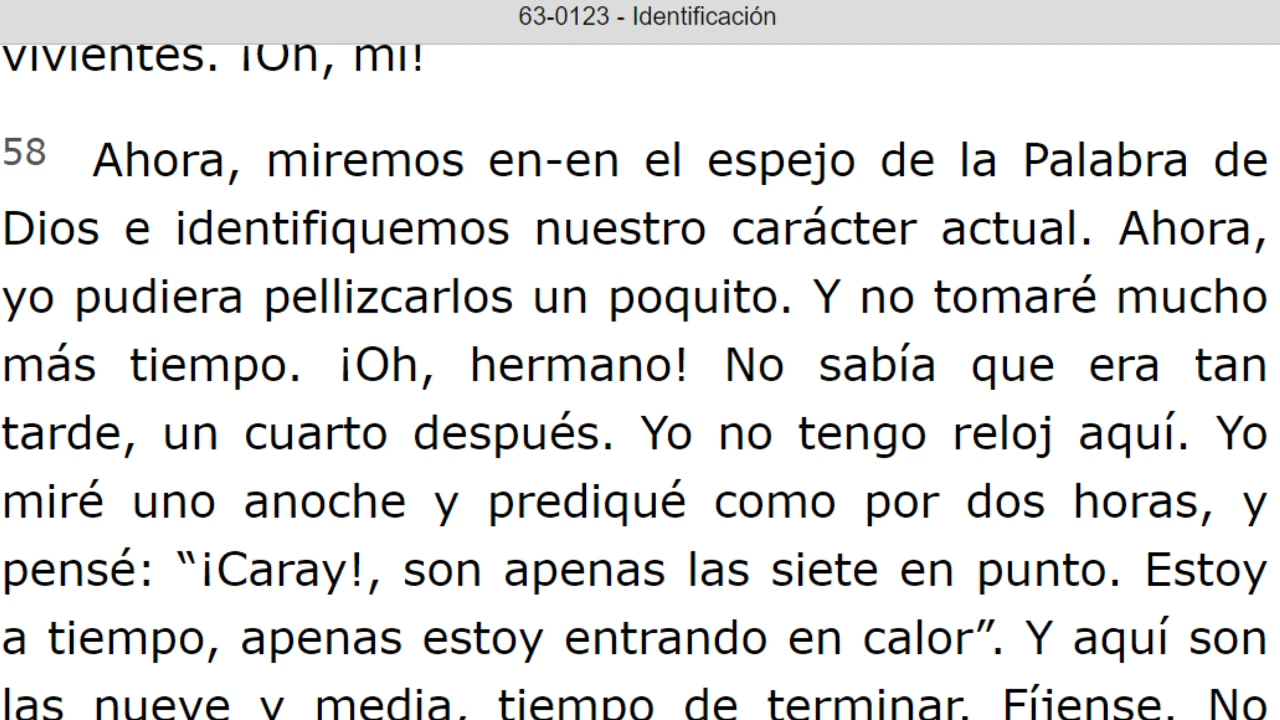 63-0123 - Identificación
vivientes. ¡Oh, mi!
58 Ahora, miremos en-en el espejo de la Palabra de
Dios e identifiquemos nuestro carácter actual. Ahora,
yo pudiera pellizcarlos un poquito. Y no tomaré mucho
más tiempo. ¡Oh, hermano! No sabía que era tan
tarde, un cuarto después. Yo no tengo reloj aquí. Yo
miré uno anoche y prediqué como por dos horas, y
pensé: “¡Caray!, son apenas las siete en punto. Estoy
a tiempo, apenas estoy entrando en calor”. Y aquí son
las nueve y media, tiempo de terminar. Fíjense. No